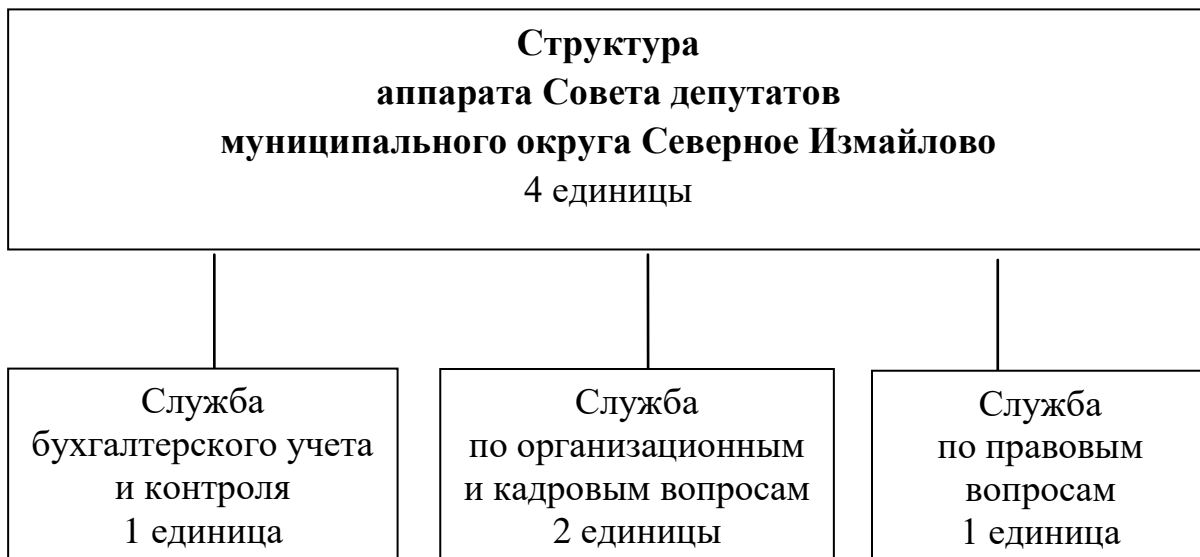 Структура
аппарата Совета депутатов
муниципального округа Северное Измайлово
4 единицы
Служба
бухгалтерского учета
и контроля
1 единица
Служба
по организационным
и кадровым вопросам
2 единицы
Служба
по правовым
вопросам
1 единица